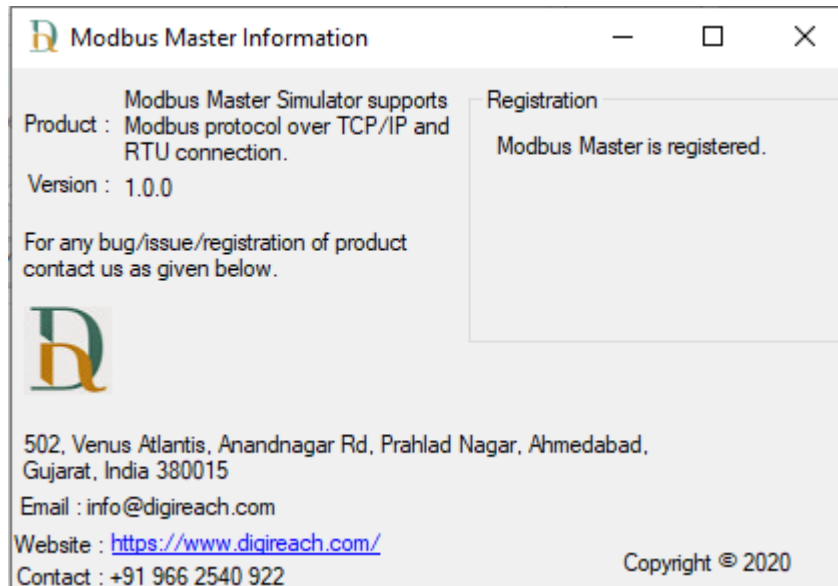 Modbus Master Information
Product :
Modbus Master Simulator supports
Modbus protocol over TCP/IP and
RTU connection.
Version : 1.0.0
For any bug/issue/registration of product
contact us as given below.
Registration
Modbus Master is registered.
502, Venus Atlantis, Anandnagar Rd, Prahlad Nagar, Ahmedabad,
Gujarat, India 380015
Email : info@digireach.com
Website : https://www.digireach.com/
Contact : +91 966 2540 922
Copyright © 2020